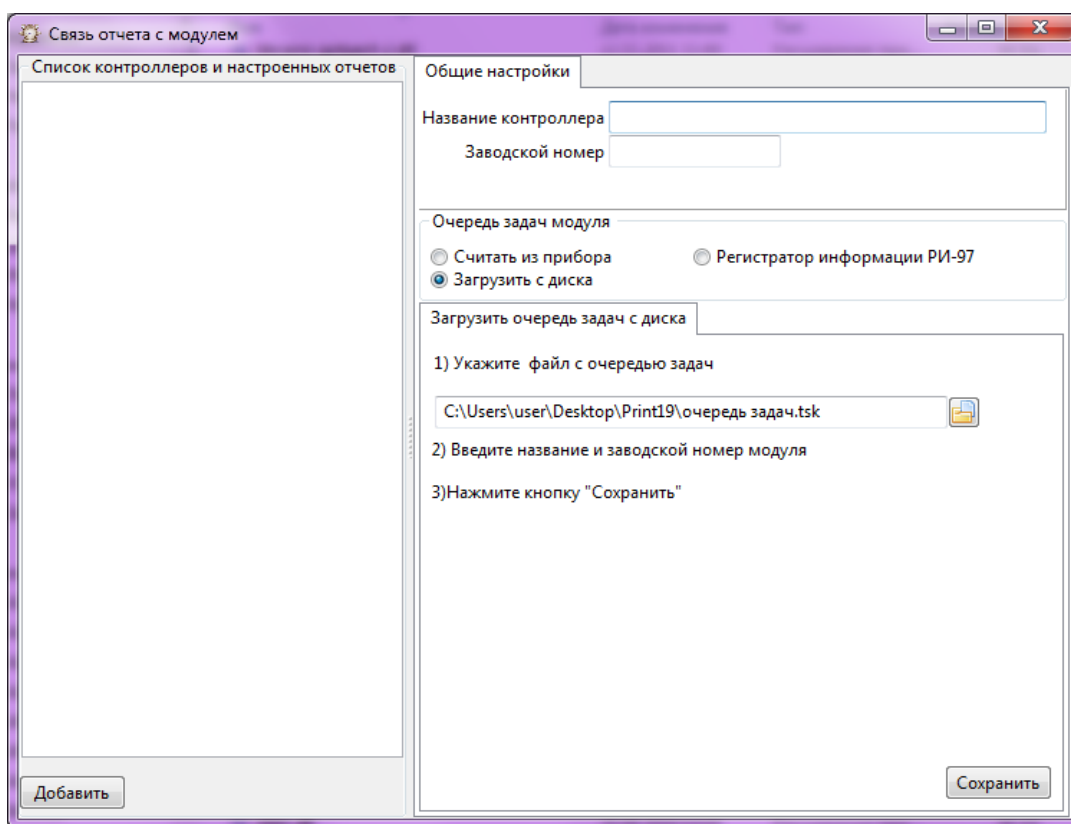 Связь отчета с модулем
Список контроллеров и настроенных отчетов
Общие настройки
Название контроллера
Заводской номер
Очередь задач модуля
Считать из прибора
Регистратор информации РИ-97
Загрузить с диска
Загрузить очередь задач с диска
1) Укажите  файл с очередью задач
C:\Users\user\Desktop\Print19\очередь задач.tsk
2) Введите название и заводской номер модуля
3)Нажмите кнопку "Сохранить"
Добавить
Сохранить